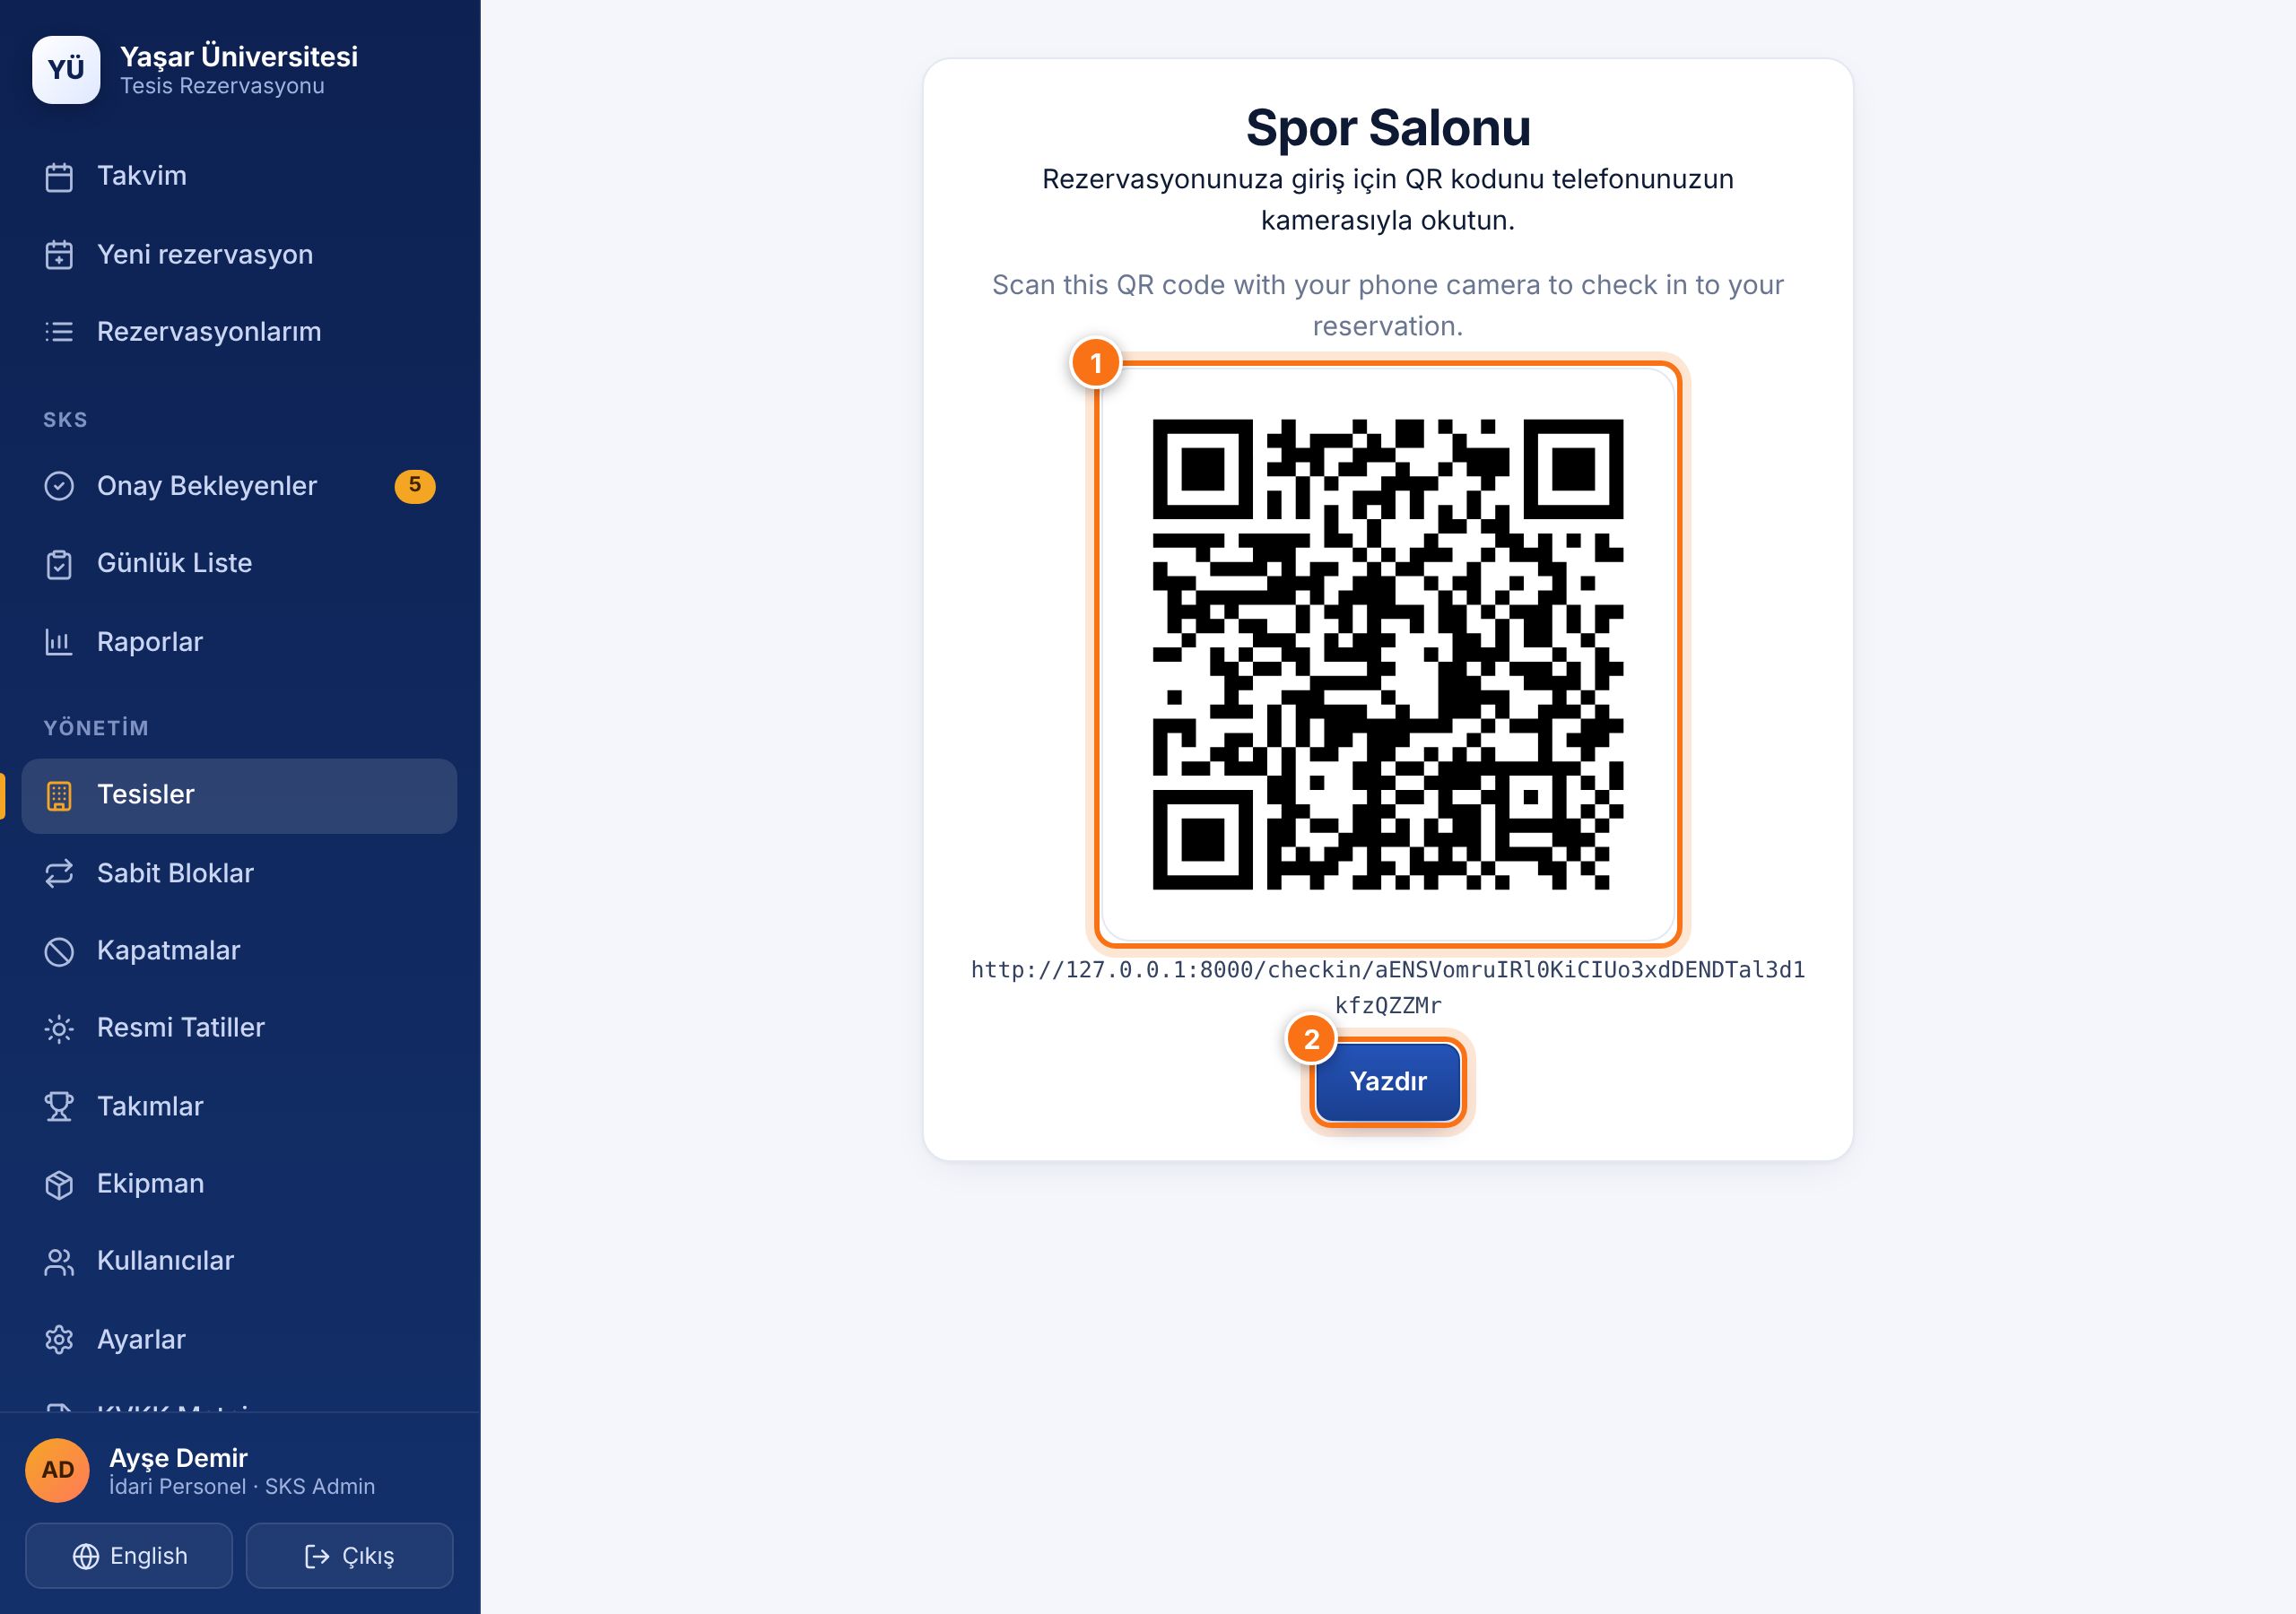 YÜ
Yaşar Üniversitesi
Tesis Rezervasyonu
Takvim
Yeni rezervasyon
Rezervasyonlarım
SKS
Onay Bekleyenler 5
Günlük Liste
Raporlar
YÖNETİM
Tesisler
Sabit Bloklar
Kapatmalar
Resmi Tatiller
Takımlar
Ekipman
Kullanıcılar
Ayarlar
AD
Ayşe Demir
İdari Personel · SKS Admin
English
Çıkış
Spor Salonu
Rezervasyonunuza giriş için QR kodunu telefonunuzun
kamerasıyla okutun.
Scan this QR code with your phone camera to check in to your
reservation.
1
http://127.0.0.1:8000/checkin/aENSVomruIRl0KiCIUo3xdDENDTal3d1
kfzQZZMr
2
Yazdır